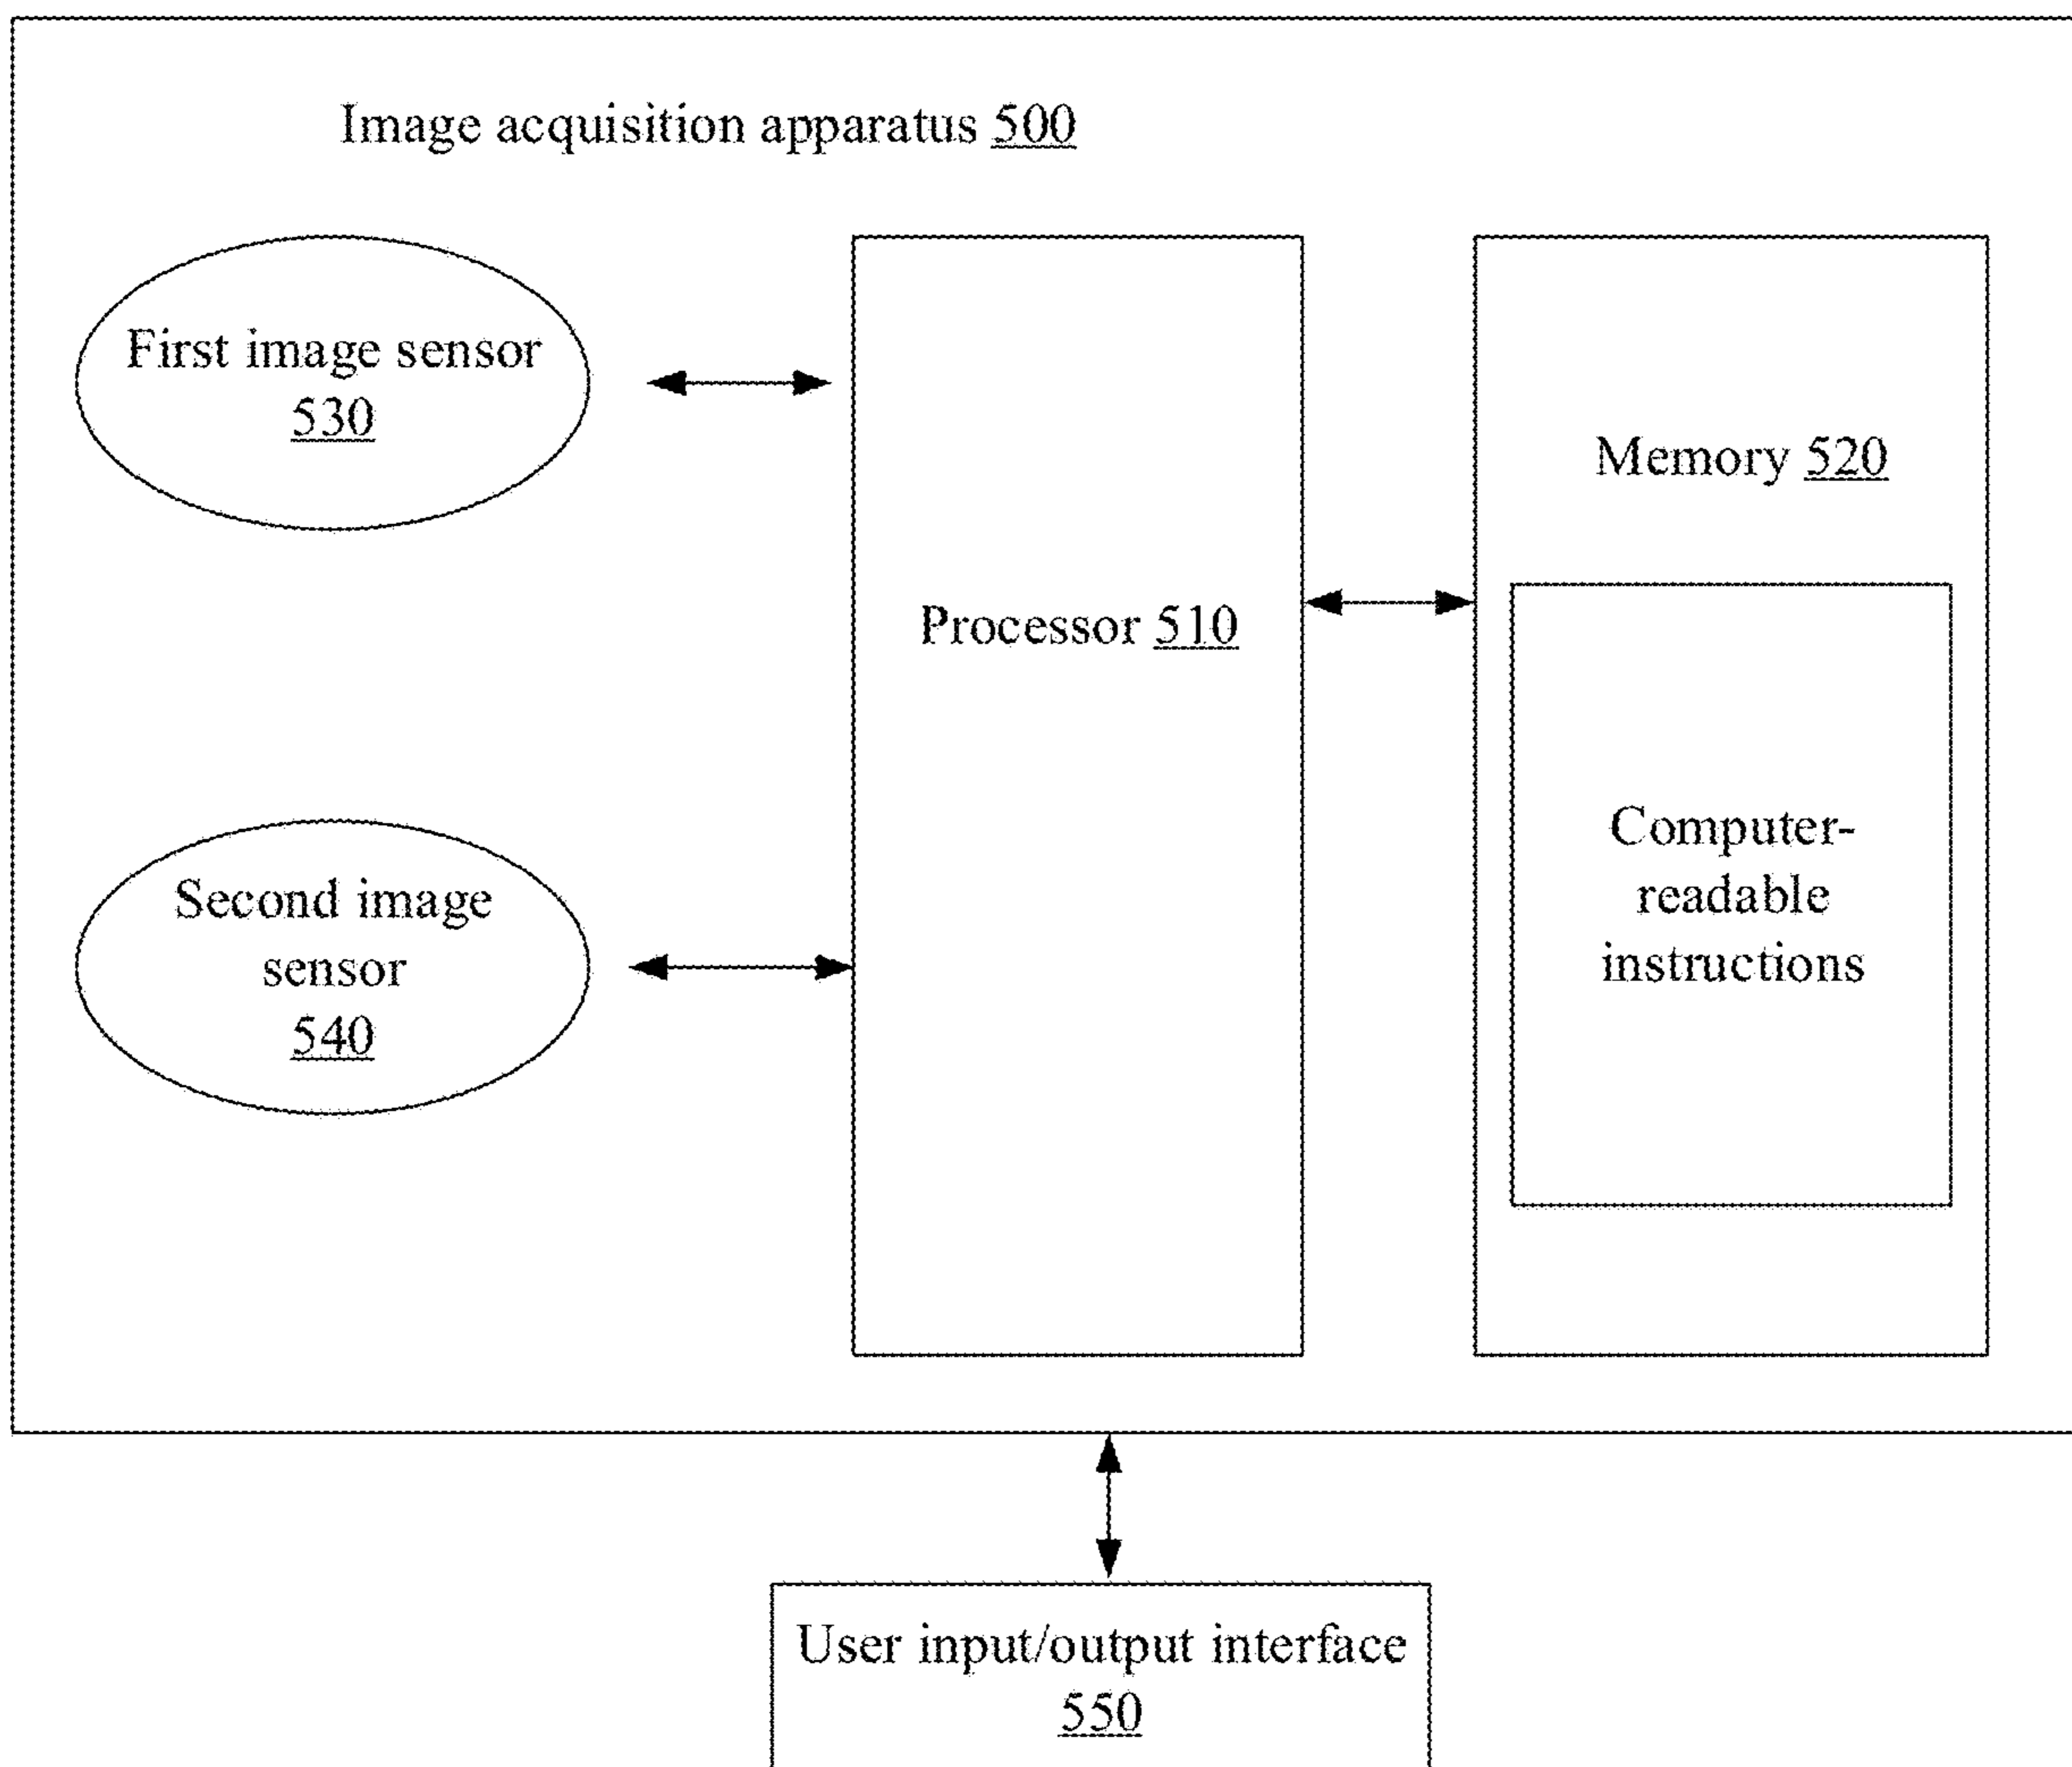 Image acquisition apparatus 500
First image sensor
530
Processor 510
Memory 520
Computer-
readable
instructions
Second image
sensor
540
User input/output interface
550